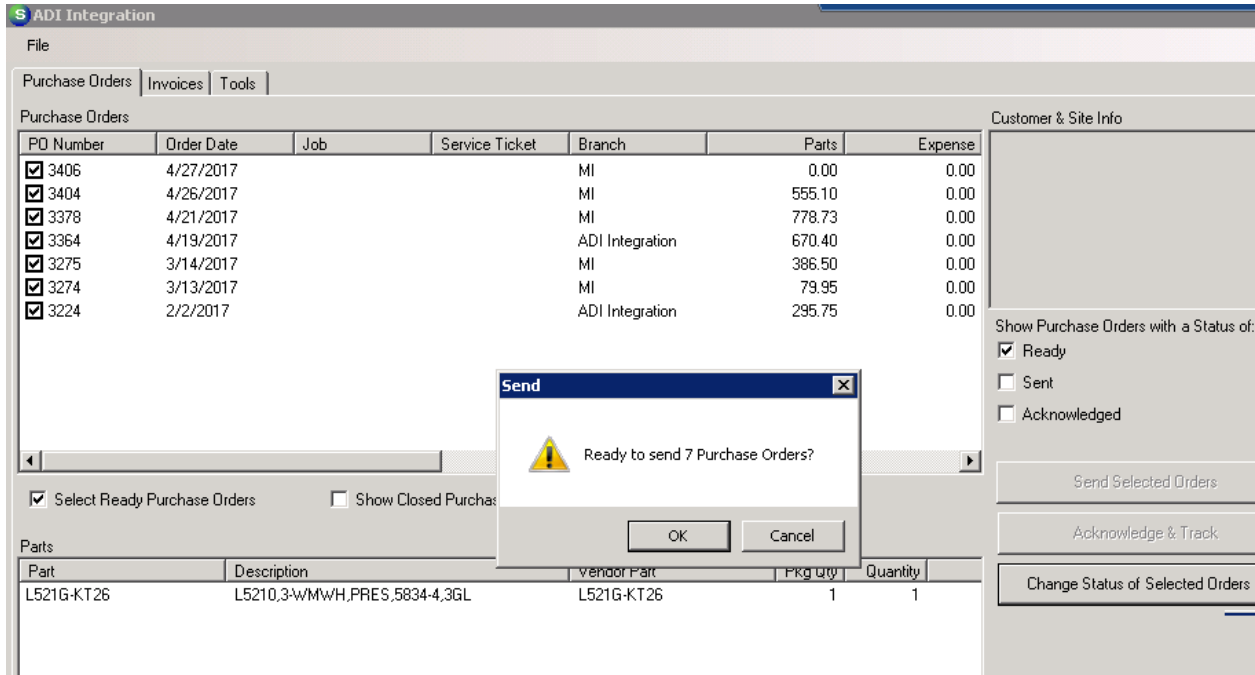 S ADI Integration
File
Purchase Orders Invoices Tools
Purchase Orders Customer & Site Info
PO Number Order Date Job Service Ticket Branch Parts Expense
3406 4/27/2017 MI 0.00 0.00
3404 4/26/2017 MI 555.10 0.00
3378 4/21/2017 MI 778.73 0.00
3364 4/19/2017 ADI Integration 670.40 0.00
3275 3/14/2017 MI 386.50 0.00
3274 3/13/2017 MI 79.95 0.00
3224 2/2/2017 ADI Integration 295.75 0.00
Show Purchase Orders with a Status of:
Ready
Send
Sent
Acknowledged
Ready to send 7 Purchase Orders?
Send Selected Orders
Select Ready Purchase Orders Show Closed Purchas
OK Cancel
Acknowledge & Track
Parts
Part Description Vendor Part Pkg Qty Quantity
Change Status of Selected Orders
L521G-KT26 L5210,3-WMWH,PRES,5834-4,3GL L521G-KT26 1 1